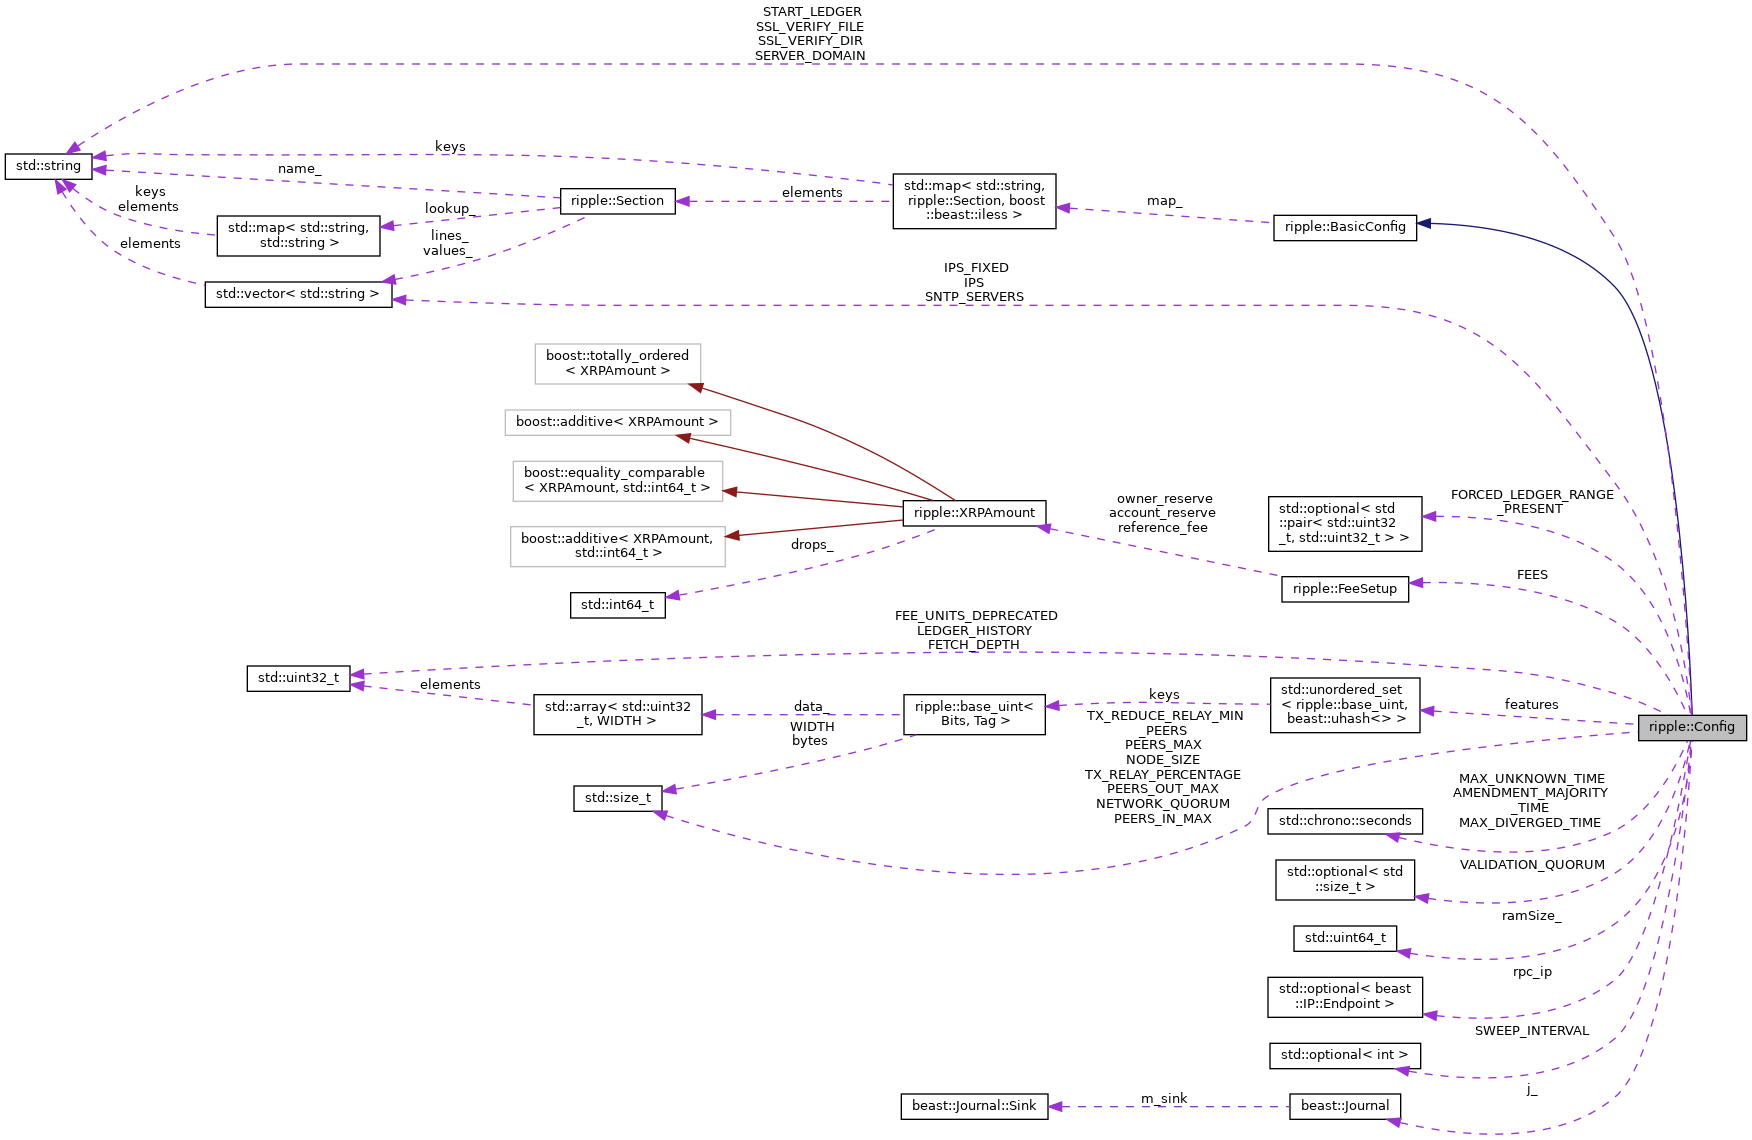 START_LEDGER
SSL_VERIFY_FILE
SSL_VERIFY_DIR
SERVER_DOMAIN
keys
std::string
name_
keys
elements
elements
lookup_
lines_
values_
std::map< std::string,
std::string >
std::vector< std::string >
ripple::Section
elements
std::map< std::string,
ripple::Section, boost
::beast::iless >
map_
ripple::BasicConfig
IPS_FIXED
IPS
SNTP_SERVERS
boost::totally_ordered
< XRPAmount >
boost::additive< XRPAmount >
boost::equality_comparable
< XRPAmount, std::int64_t >
boost::additive< XRPAmount,
std::int64_t >
drops_
std::int64_t
ripple::XRPAmount
owner_reserve
account_reserve
reference_fee
std::optional< std
::pair< std::uint32
_t, std::uint32_t > >
FORCED_LEDGER_RANGE
_PRESENT
ripple::FeeSetup
FEES
FEE_UNITS_DEPRECATED
LEDGER_HISTORY
FETCH_DEPTH
std::uint32_t
elements
std::array< std::uint32
_t, WIDTH >
data_
WIDTH
bytes
ripple::base_uint<
Bits, Tag >
keys
std::unordered_set
< ripple::base_uint,
beast::uhash<> >
features
ripple::Config
std::size_t
TX_REDUCE_RELAY_MIN
_PEERS
PEERS_MAX
NODE_SIZE
TX_RELAY_PERCENTAGE
PEERS_OUT_MAX
NETWORK_QUORUM
PEERS_IN_MAX
std::chrono::seconds
MAX_UNKNOWN_TIME
AMENDMENT_MAJORITY
_TIME
MAX_DIVERGED_TIME
std::optional< std
::size_t >
VALIDATION_QUORUM
std::uint64_t
ramSize_
std::optional< beast
::IP::Endpoint >
rpc_ip
std::optional< int >
SWEEP_INTERVAL
beast::Journal::Sink
m_sink
beast::Journal
j_